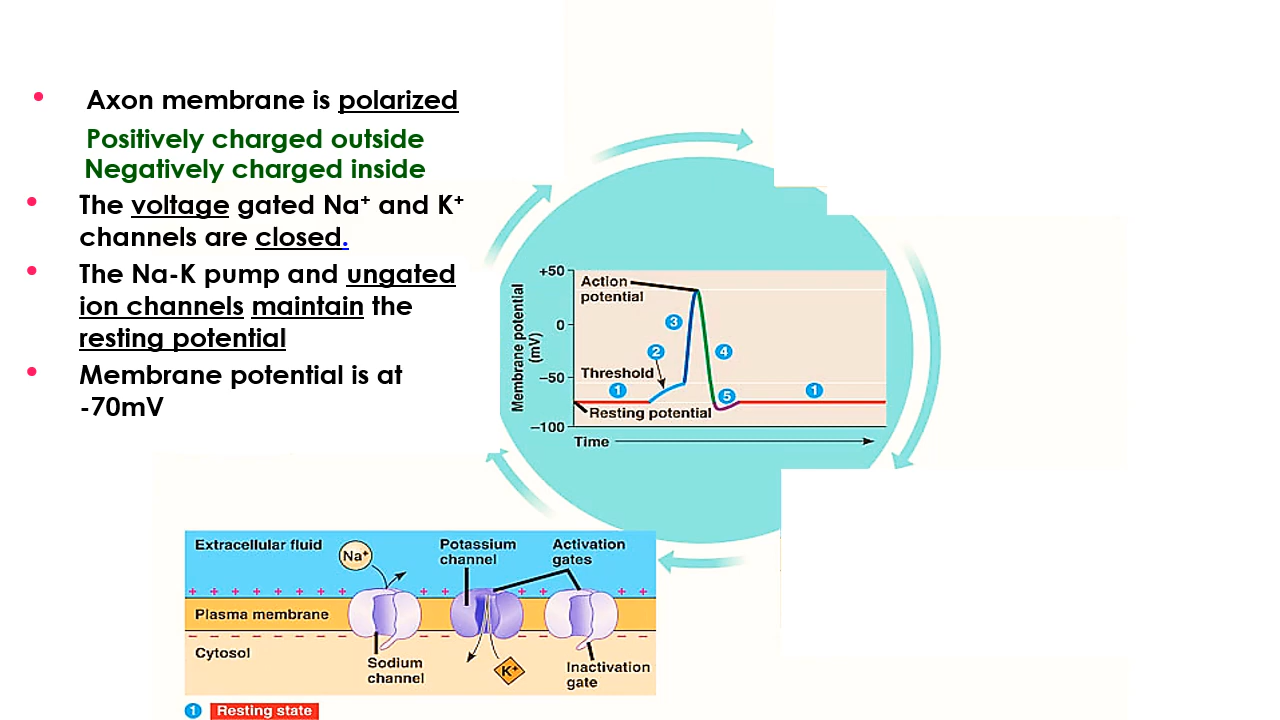 • Axon membrane is polarized
Positively charged outside
Negatively charged inside
• The voltage gated Na⁺ and K⁺
channels are closed.
• The Na-K pump and ungated
ion channels maintain the
resting potential
• Membrane potential is at
-70mV
+50
0
−50
−100
Membrane potential
(mV)
Action
potential
3
2
4
Threshold
1
5
1
Resting potential
Time
Extracellular fluid
Na⁺
Potassium
channel
Activation
gates
+ + + + + + + + + + + + + + +
Plasma membrane
− − − − − − − − − − − − − − −
Cytosol
Sodium
channel
K⁺
Inactivation
gate
1 Resting state